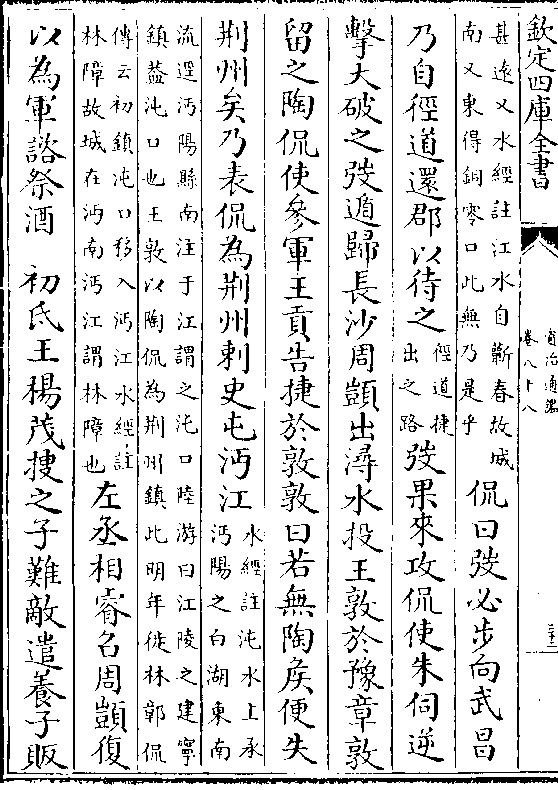 欽定四庫全書
資治通鑑
卷八十八
三十三
甚遠又水經註江水自蘄春故城
南又東得銅零口此無乃是乎
侃曰弢必步向武昌
乃自徑道還郡以待之
徑道捷
出之路
弢果來攻侃使朱伺逆
擊大破之弢遁歸長沙周顗出潯水投王敦於豫章敦
留之陶侃使參軍王貢告捷於敦敦曰若無陶侯便失
荆州矣乃表侃為荆州刺史屯沔江
水經註沌水上承
沔陽之白湖東南
流逕沔陽縣南注于江謂之沌口陸游曰江陵之建寧
鎮葢沌口也王敦以陶侃為荆州鎮此明年徙林鄣侃
傳云初鎮沌口移入沔江水經註
林障故城在沔南沔江謂林障也
左丞相睿召周顗復
以為軍諮祭酒　初氐王楊茂搜之子難敵遣養子販